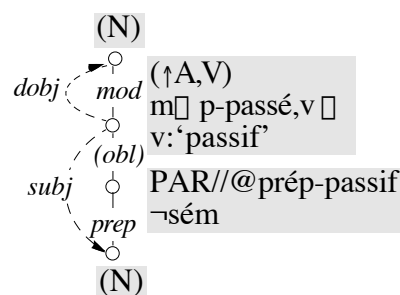 (N)
dobj mod (↑A,V)
m▯ p-passé,v▯
v:‘passif’
(obl)
subj PAR//@prép-passif
¬sém
prep
(N)